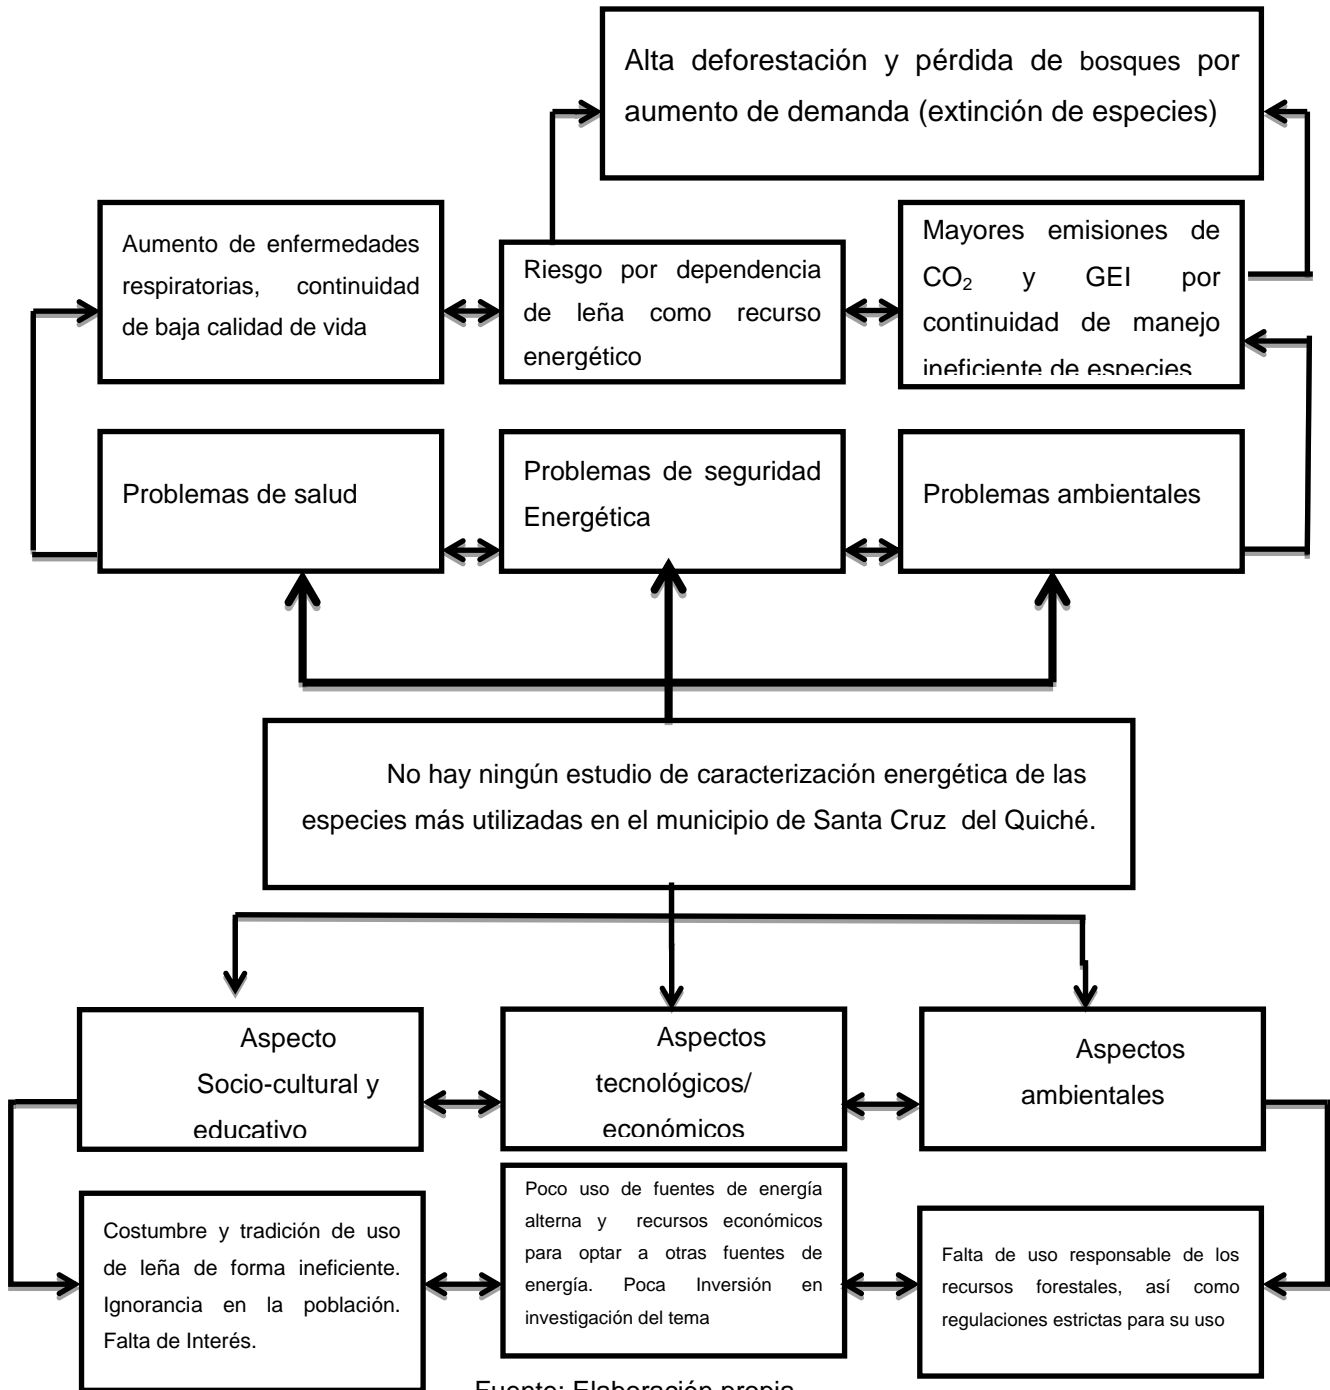 Alta deforestación y pérdida de bosques por
aumento de demanda (extinción de especies)
Aumento de enfermedades
respiratorias, continuidad
de baja calidad de vida
Riesgo por dependencia
de leña como recurso
energético
Mayores emisiones de
CO₂ y GEI por
continuidad de manejo
ineficiente de especies
Problemas de salud
Problemas de seguridad
Energética
Problemas ambientales
No hay ningún estudio de caracterización energética de las
especies más utilizadas en el municipio de Santa Cruz del Quiché.
Aspecto
Socio-cultural y
educativo
Aspectos
tecnológicos/
económicos
Aspectos
ambientales
Costumbre y tradición de uso
de leña de forma ineficiente.
Ignorancia en la población.
Falta de Interés.
Poco uso de fuentes de energía
alterna y recursos económicos
para optar a otras fuentes de
energía. Poca Inversión en
investigación del tema
Falta de uso responsable de los
recursos forestales, así como
regulaciones estrictas para su uso
Fuente: Elaboración propia